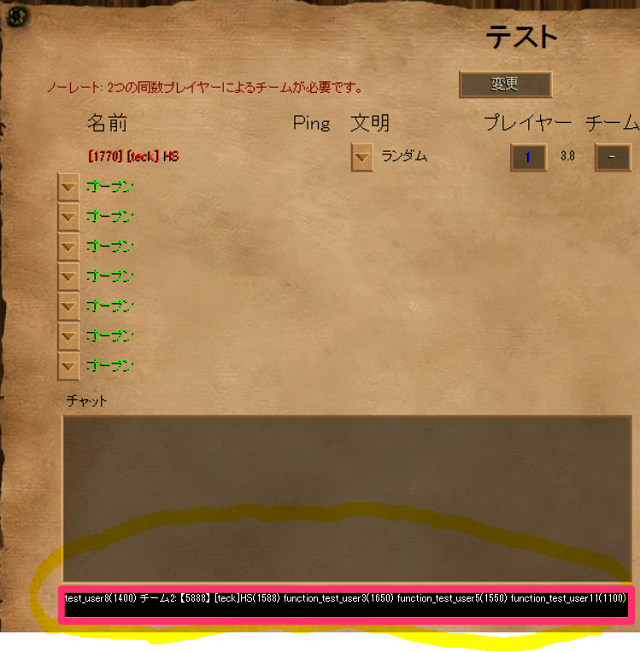 テスト
ノーレート: 2つの同数プレイヤーによるチームが必要です。 変更
名前 Ping 文明 プレイヤー チーム
[1770] [teck] HS ランダム 1 3.8 -
オープン
オープン
オープン
オープン
オープン
オープン
オープン
チャット
test_user8(1400) チーム2:【5888】 [teck]HS(1588) function_test_user3(1650) function_test_user5(1550) function_test_user11(1100)